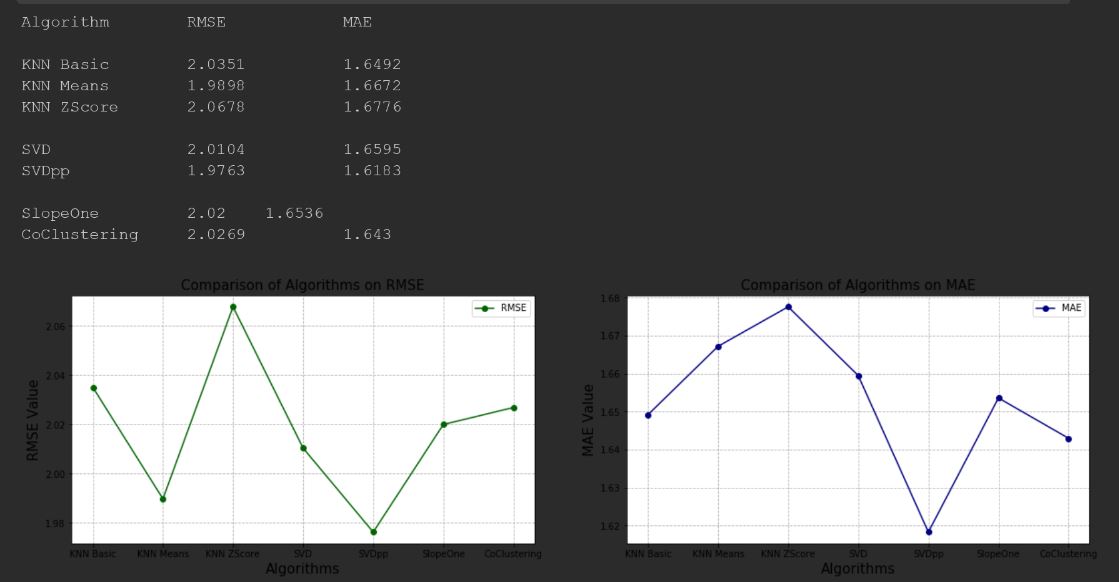 Algorithm RMSE MAE
KNN Basic 2.0351 1.6492
KNN Means 1.9898 1.6672
KNN ZScore 2.0678 1.6776
SVD 2.0104 1.6595
SVDpp 1.9763 1.6183
SlopeOne 2.02 1.6536
CoClustering 2.0269 1.643
Comparison of Algorithms on RMSE
RMSE
RMSE Value
2.06
2.04
2.02
2.00
1.98
KNN Basic KNN Means KNN ZScore SVD SVDpp SlopeOne CoClustering
Algorithms
Comparison of Algorithms on MAE
MAE
MAE Value
1.68
1.67
1.66
1.65
1.64
1.63
1.62
KNN Basic KNN Means KNN ZScore SVD SVDpp SlopeOne CoClustering
Algorithms